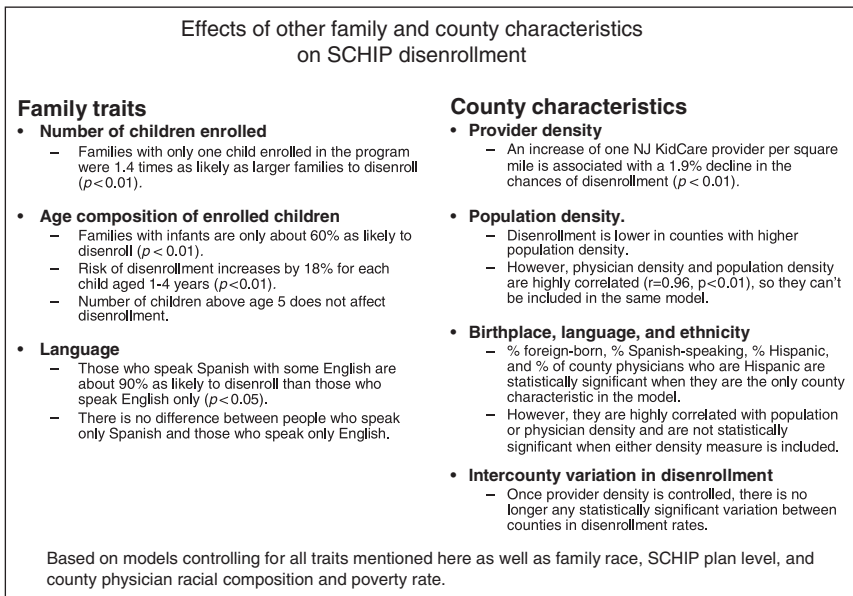 Effects of other family and county characteristics
on SCHIP disenrollment
Family traits
• Number of children enrolled
– Families with only one child enrolled in the program
were 1.4 times as likely as larger families to disenroll
(p<0.01).
• Age composition of enrolled children
– Families with infants are only about 60% as likely to
disenroll (p < 0.01).
– Risk of disenrollment increases by 18% for each
child aged 1-4 years (p<0.01).
– Number of children above age 5 does not affect
disenrollment.
• Language
– Those who speak Spanish with some English are
about 90% as likely to disenroll than those who
speak English only (p<0.05).
– There is no difference between people who speak
only Spanish and those who speak only English.
County characteristics
• Provider density
– An increase of one NJ KidCare provider per square
mile is associated with a 1.9% decline in the
chances of disenrollment (p < 0.01).
• Population density.
– Disenrollment is lower in counties with higher
population density.
– However, physician density and population density
are highly correlated (r=0.96, p<0.01), so they can't
be included in the same model.
• Birthplace, language, and ethnicity
– % foreign-born, % Spanish-speaking, % Hispanic,
and % of county physicians who are Hispanic are
statistically significant when they are the only county
characteristic in the model.
– However, they are highly correlated with population
or physician density and are not statistically
significant when either density measure is included.
• Intercounty variation in disenrollment
– Once provider density is controlled, there is no
longer any statistically significant variation between
counties in disenrollment rates.
Based on models controlling for all traits mentioned here as well as family race, SCHIP plan level, and
county physician racial composition and poverty rate.